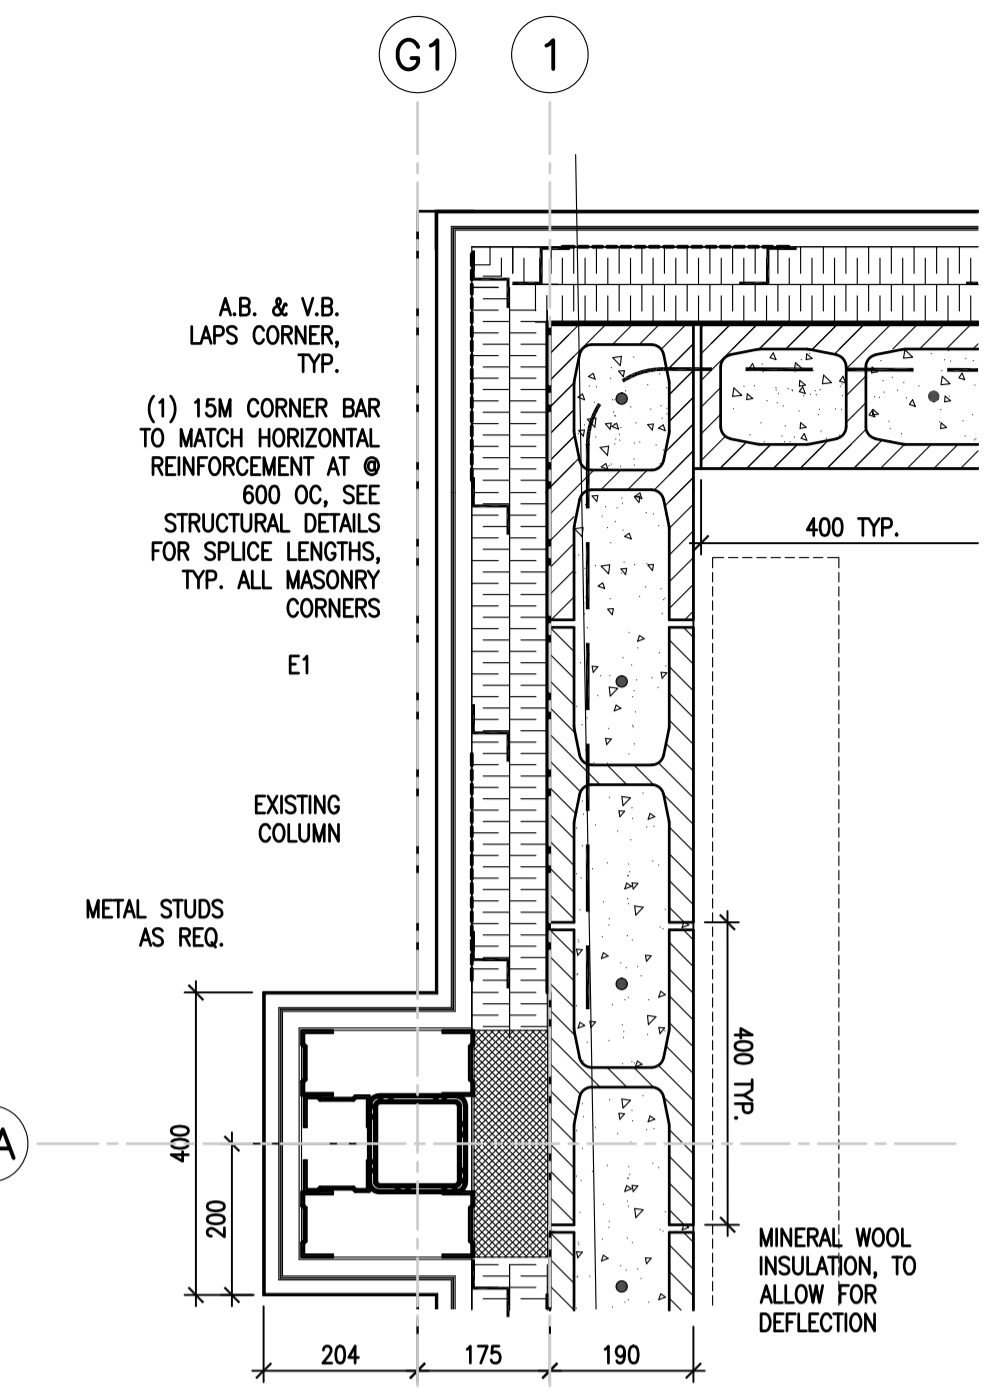 G1
1
A.B. & V.B.
LAPS CORNER,
TYP.
(1) 15M CORNER BAR
TO MATCH HORIZONTAL
REINFORCEMENT AT @
600 OC, SEE
STRUCTURAL DETAILS
FOR SPLICE LENGTHS,
TYP. ALL MASONRY
CORNERS
400 TYP.
E1
EXISTING
COLUMN
METAL STUDS
AS REQ.
400 TYP.
A
400
200
MINERAL WOOL
INSULATION, TO
ALLOW FOR
DEFLECTION
204
175
190